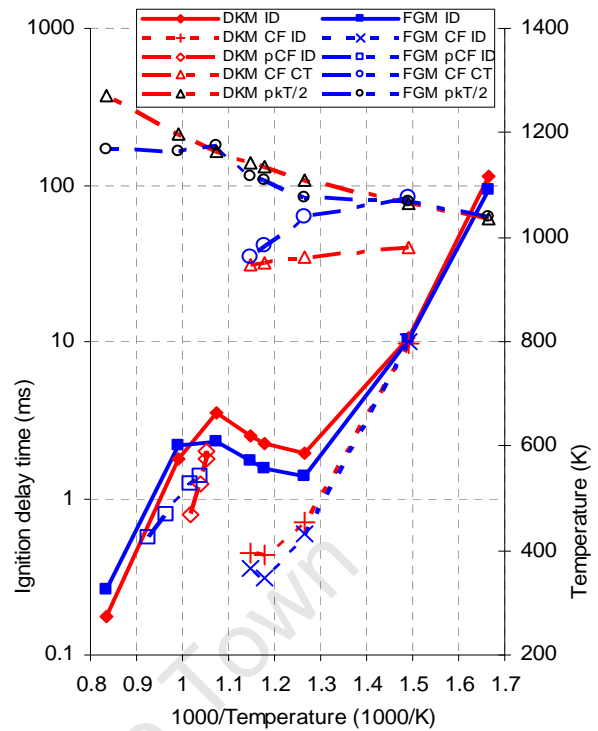 DKM ID FGM ID
DKM CF ID FGM CF ID
DKM pCF ID FGM pCF ID
DKM CF CT FGM CF CT
DKM pkT/2 FGM pkT/2
1000
100
10
1
0.1
Ignition delay time (ms)
1400
1200
1000
800
600
400
200
Temperature (K)
0.8 0.9 1 1.1 1.2 1.3 1.4 1.5 1.6 1.7
1000/Temperature (1000/K)
Town